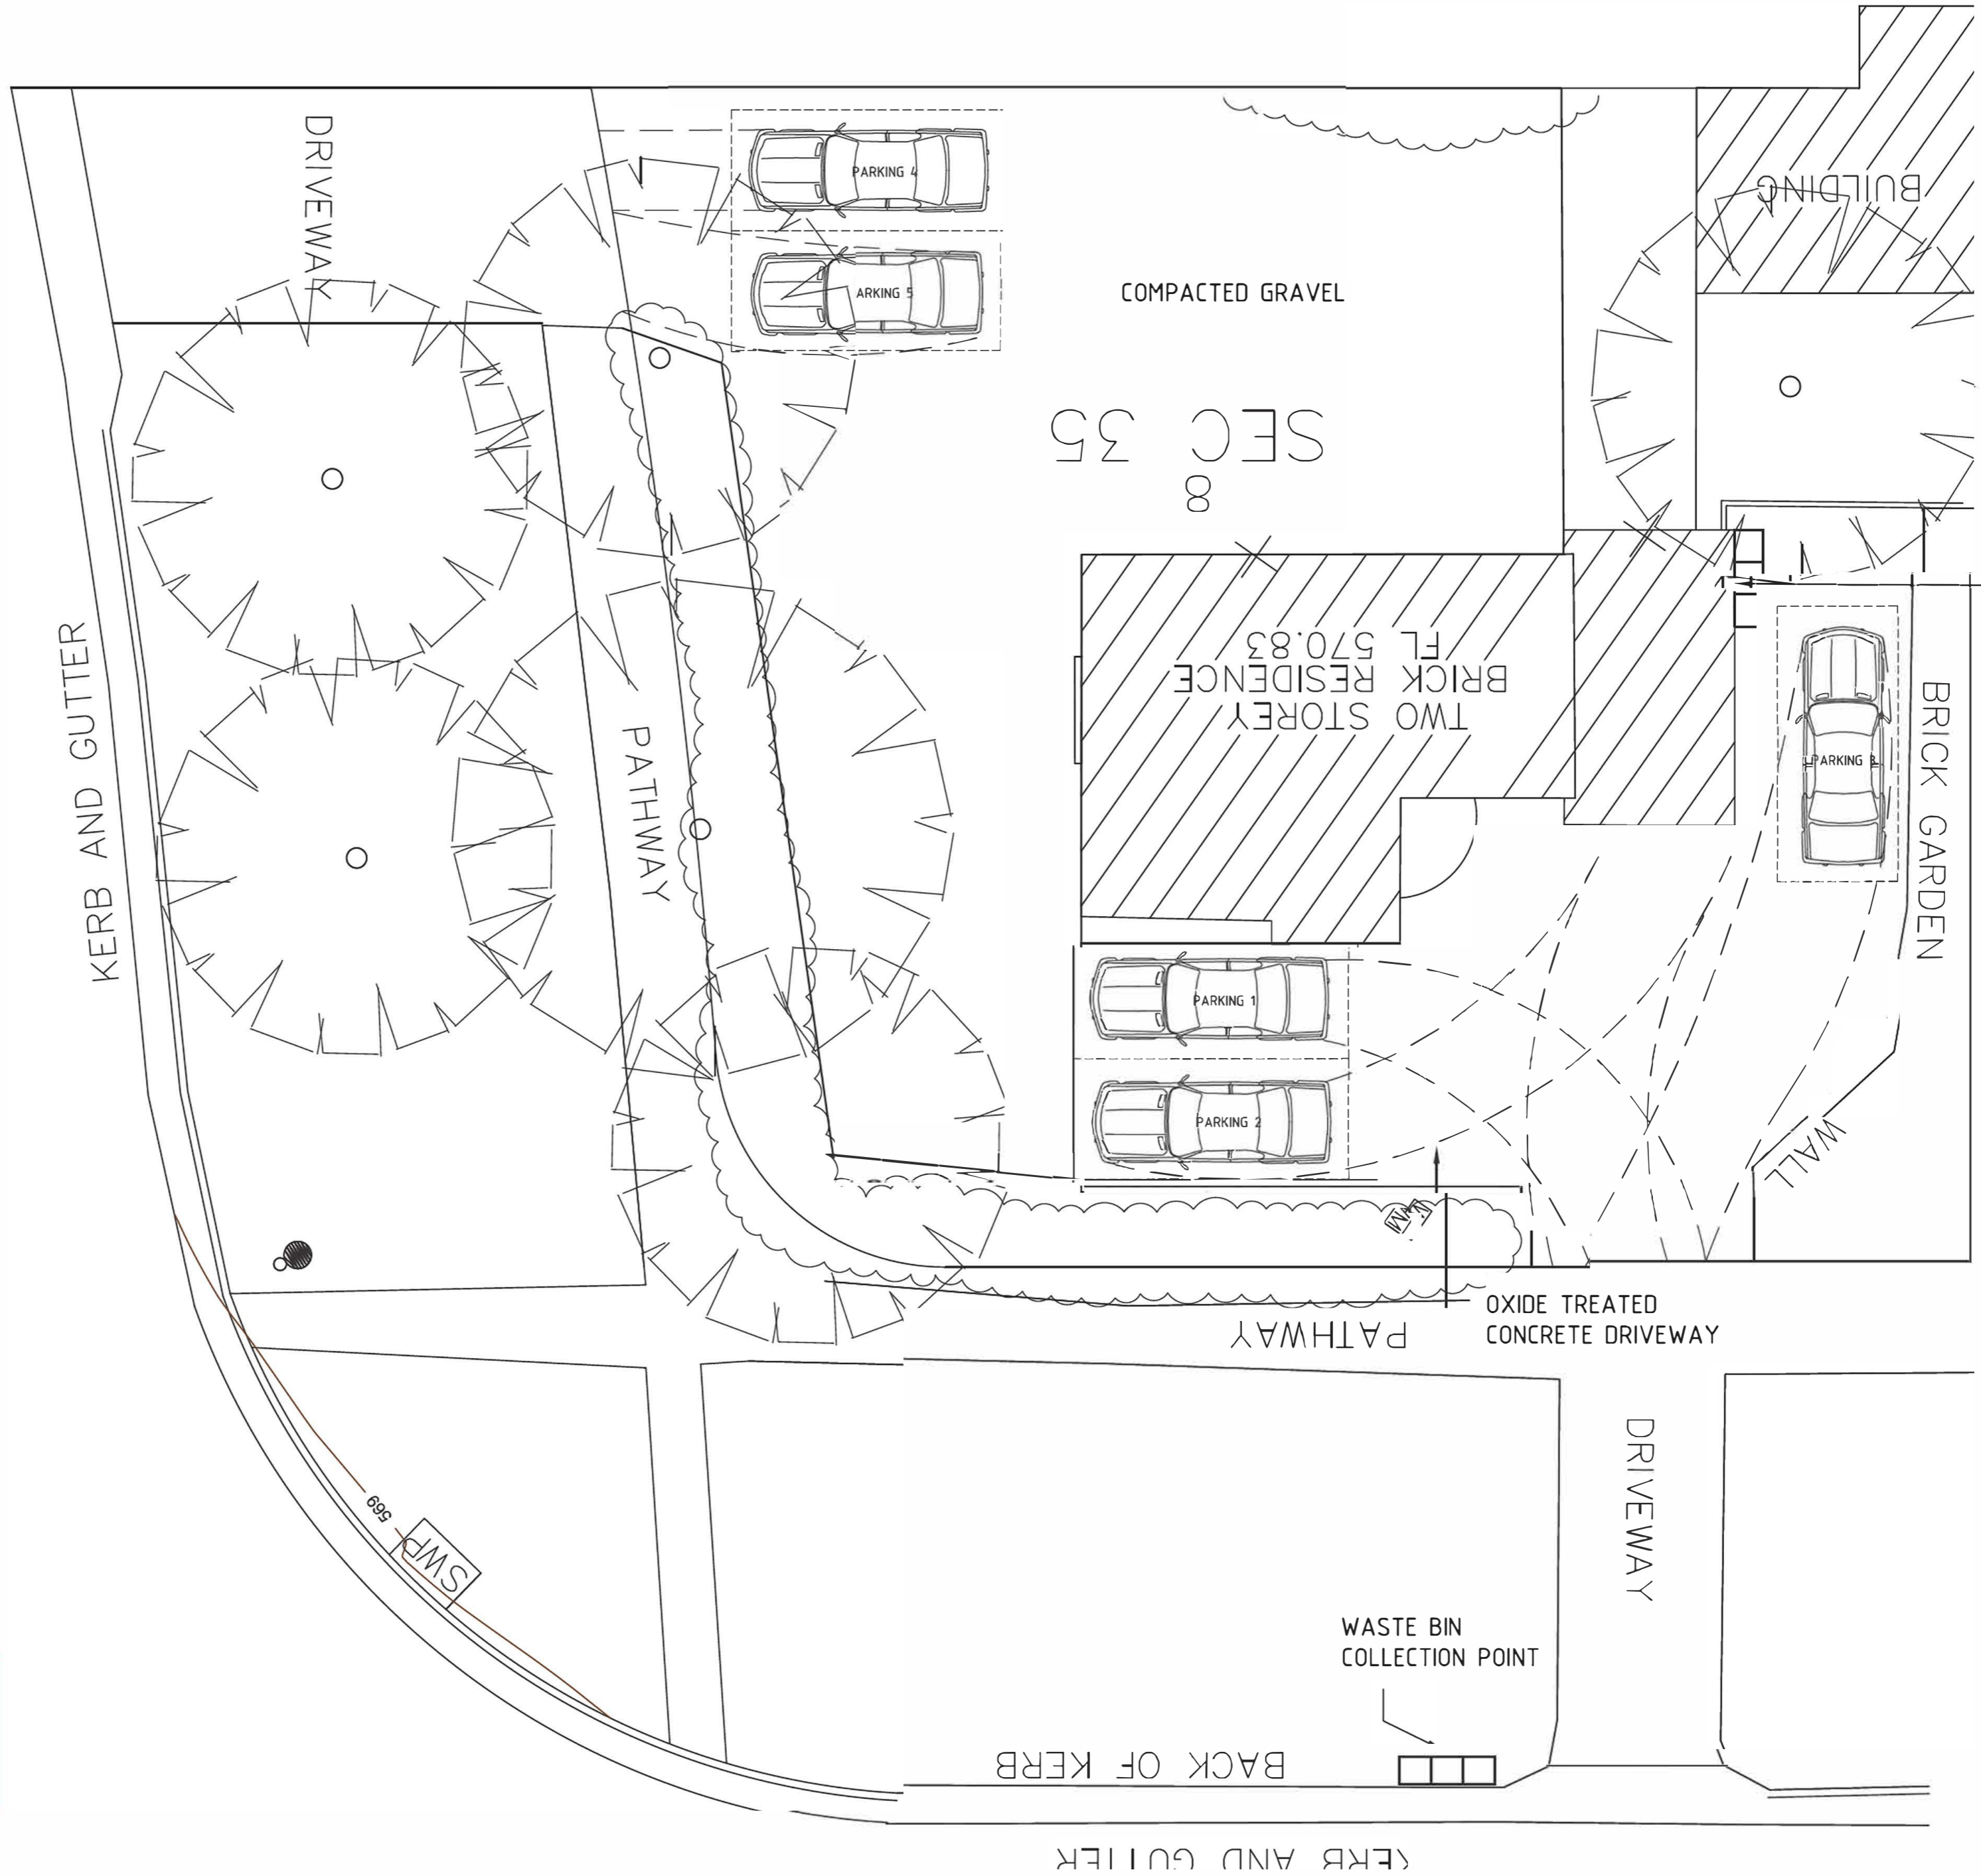 DRIVEWAY
PARKING 4
BUILDING
ARKING 5
COMPACTED GRAVEL
SEC 35
8
KERB AND GUTTER
PATHWAY
TWO STOREY
BRICK RESIDENCE
FL 570.83
PARKING 3
BRICK GARDEN
WALL
PARKING 1
PARKING 2
WM
OXIDE TREATED
CONCRETE DRIVEWAY
PATHWAY
DRIVEWAY
569
SWP
WASTE BIN
COLLECTION POINT
BACK OF KERB
KERB AND GUTTER